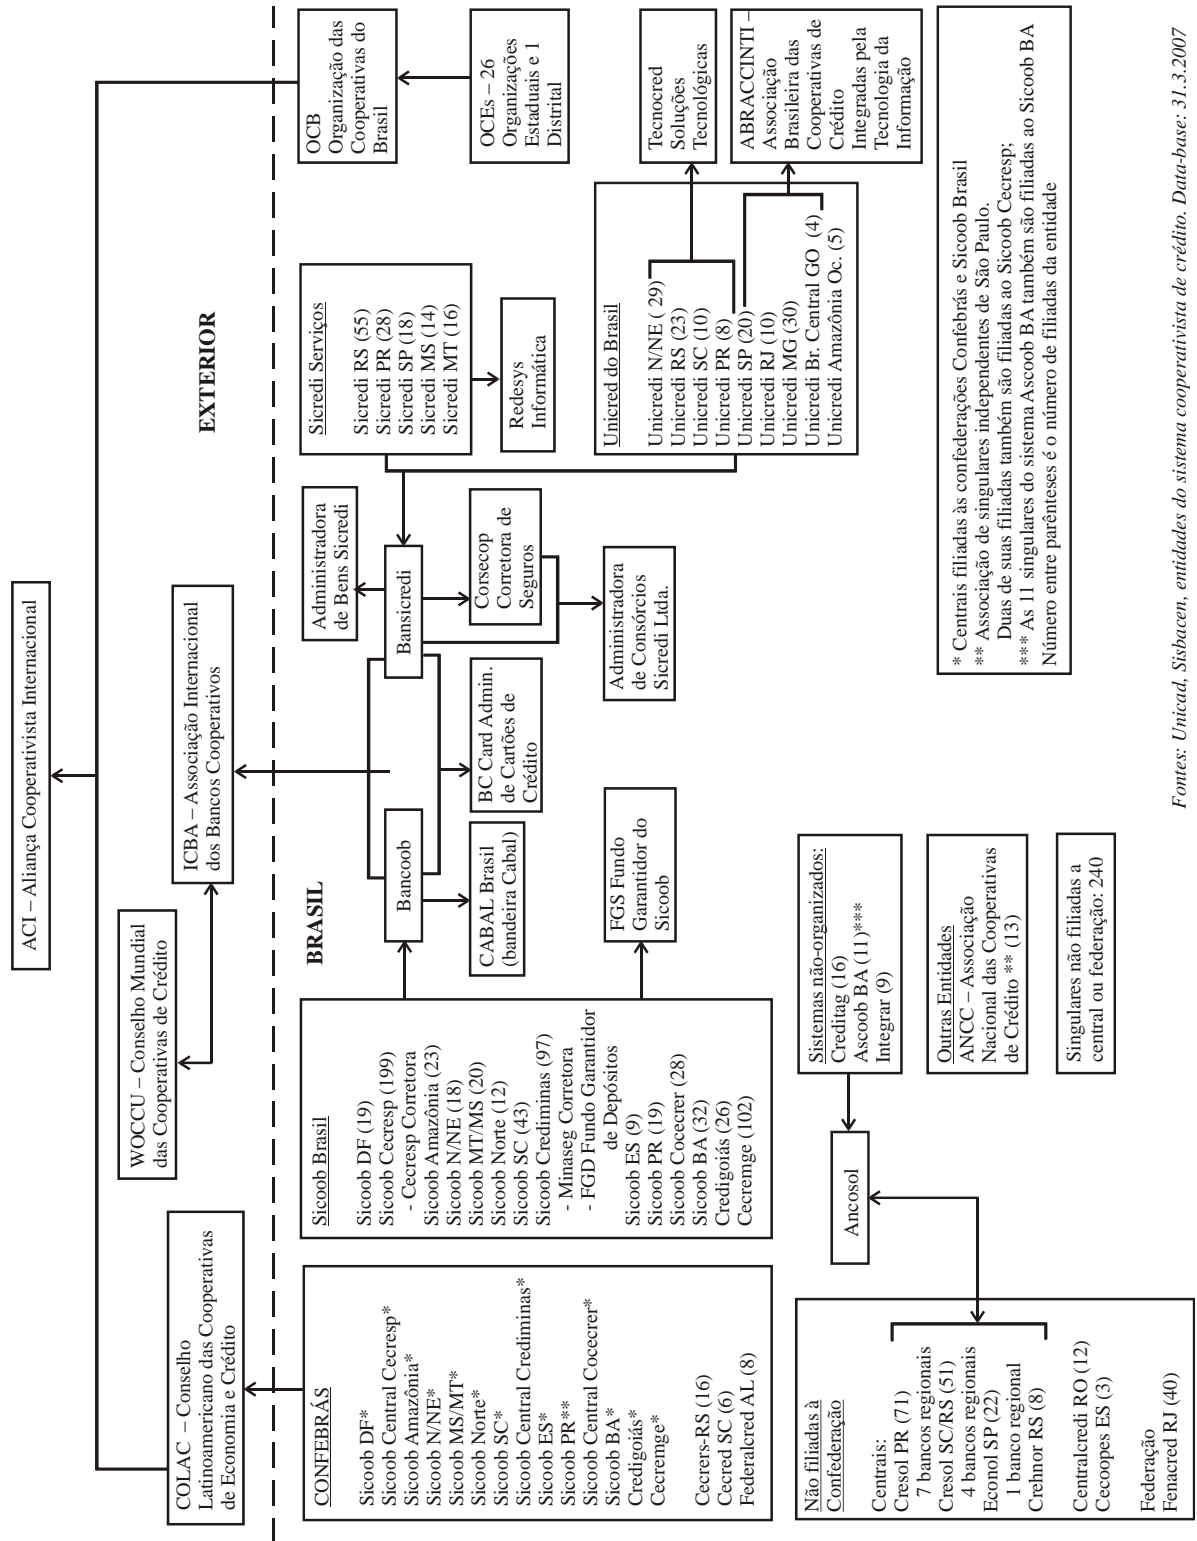 ACI – Aliança Cooperativista Internacional
WOCCU – Conselho Mundial
das Cooperativas de Crédito
ICBA – Associação Internacional
dos Bancos Cooperativos
COLAC – Conselho
Latinoamericano das Cooperativas
de Economia e Crédito
EXTERIOR
BRASIL
OCB
Organização das
Cooperativas do
Brasil
OCEs – 26
Organizações
Estaduais e 1
Distrital
CONFEBRÁS
Sicoob DF*
Sicoob Central Cecresp*
Sicoob Amazônia*
Sicoob N/NE*
Sicoob MS/MT*
Sicoob Norte*
Sicoob SC*
Sicoob Central Crediminas*
Sicoob ES*
Sicoob PR**
Sicoob Central Cocecrer*
Sicoob BA*
Credigoiás*
Cecremge*
Cecrers-RS (16)
Cecred SC (6)
Federalcred AL (8)
Sicoob Brasil
Sicoob DF (19)
Sicoob Cecresp (199)
- Cecresp Corretora
Sicoob Amazônia (23)
Sicoob N/NE (18)
Sicoob MT/MS (20)
Sicoob Norte (12)
Sicoob SC (43)
Sicoob Crediminas (97)
- Minaseg Corretora
- FGD Fundo Garantidor
de Depósitos
Sicoob ES (9)
Sicoob PR (19)
Sicoob Cocecrer (28)
Sicoob BA (32)
Credigoiás (26)
Cecremge (102)
Bancoob
CABAL Brasil
(bandeira Cabal)
BC Card Admin.
de Cartões de
Crédito
FGS Fundo
Garantidor do
Sicoob
Administradora
de Bens Sicredi
Bansicredi
Corsecop
Corretora de
Seguros
Administradora
de Consórcios
Sicredi Ltda.
Sicredi Serviços
Sicredi RS (55)
Sicredi PR (28)
Sicredi SP (18)
Sicredi MS (14)
Sicredi MT (16)
Redesys
Informática
Unicred do Brasil
Unicredi N/NE ( 29)
Unicredi RS (23)
Unicredi SC (10)
Unicredi PR (8)
Unicredi SP (20)
Unicredi RJ (10)
Unicredi MG (30)
Unicredi Br. Central GO (4)
Unicredi Amazônia Oc. (5)
Tecnocred
Soluções
Tecnológicas
ABRACCINTI –
Associação
Brasileira das
Cooperativas de
Crédito
Integradas pela
Tecnologia da
Informação
Não filiadas à
Confederação
Centrais:
Cresol PR (71)
7 bancos regionais
Cresol SC/RS (51)
4 bancos regionais
Econol SP (22)
1 banco regional
Crehnor RS (8)
Centralcredi RO (12)
Cecoopes ES (3)
Federação
Fenacred RJ (40)
Ancosol
Sistemas não-organizados:
Creditag (16)
Ascoob BA (11)***
Integrar (9)
Outras Entidades
ANCC – Associação
Nacional das Cooperativas
de Crédito ** (13)
Singulares não filiadas a
central ou federação: 240
* Centrais filiadas às confederações Confebrás e Sicoob Brasil
** Associação de singulares independentes de São Paulo.
Duas de suas filiadas também são filiadas ao Sicoob Cecresp;
*** As 11 singulares do sistema Ascoob BA também são filiadas ao Sicoob BA
Número entre parênteses é o número de filiadas da entidade
Fontes: Unicad, Sisbacen, entidades do sistema cooperativista de crédito. Data-base: 31.3.2007